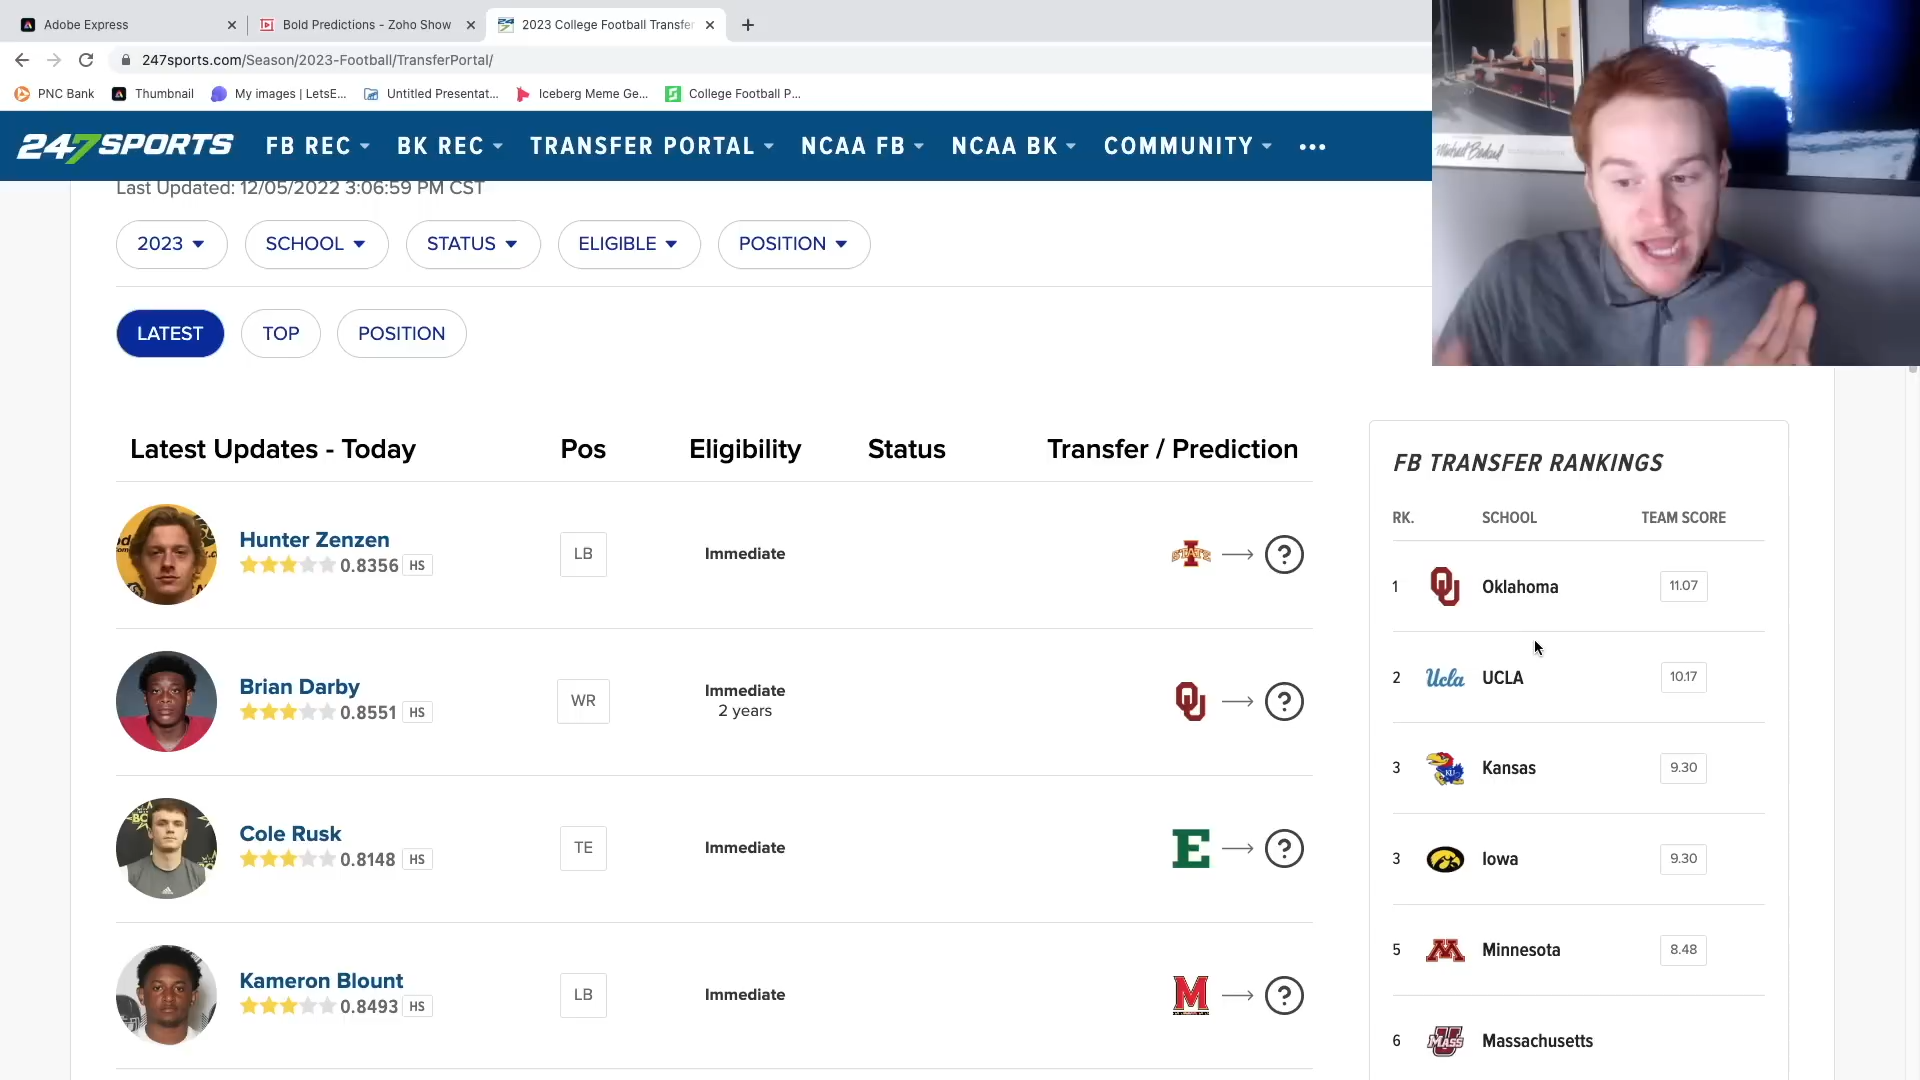 Adobe Express
Bold Predictions - Zoho Show
2023 College Football Transfer
247sports.com/Season/2023-Football/TransferPortal/
PNC Bank
Thumbnail
My images | LetsE...
Untitled Presentat...
Iceberg Meme Ge...
College Football P...
247SPORTS FB REC BK REC TRANSFER PORTAL NCAA FB NCAA BK COMMUNITY
Last Updated: 12/05/2022 3:06:59 PM CST
2023 SCHOOL STATUS ELIGIBLE POSITION
LATEST TOP POSITION
Latest Updates - Today Pos Eligibility Status Transfer / Prediction
Hunter Zenzen
0.8356 HS
LB
Immediate
STATE
?
Brian Darby
0.8551 HS
WR
Immediate
2 years
OU
?
Cole Rusk
0.8148 HS
TE
Immediate
E
?
Kameron Blount
0.8493 HS
LB
Immediate
M
?
FB TRANSFER RANKINGS
RK. SCHOOL TEAM SCORE
1 OU Oklahoma 11.07
2 Ucla UCLA 10.17
3 KU Kansas 9.30
3 Iowa 9.30
5 M Minnesota 8.48
6 MASS Massachusetts